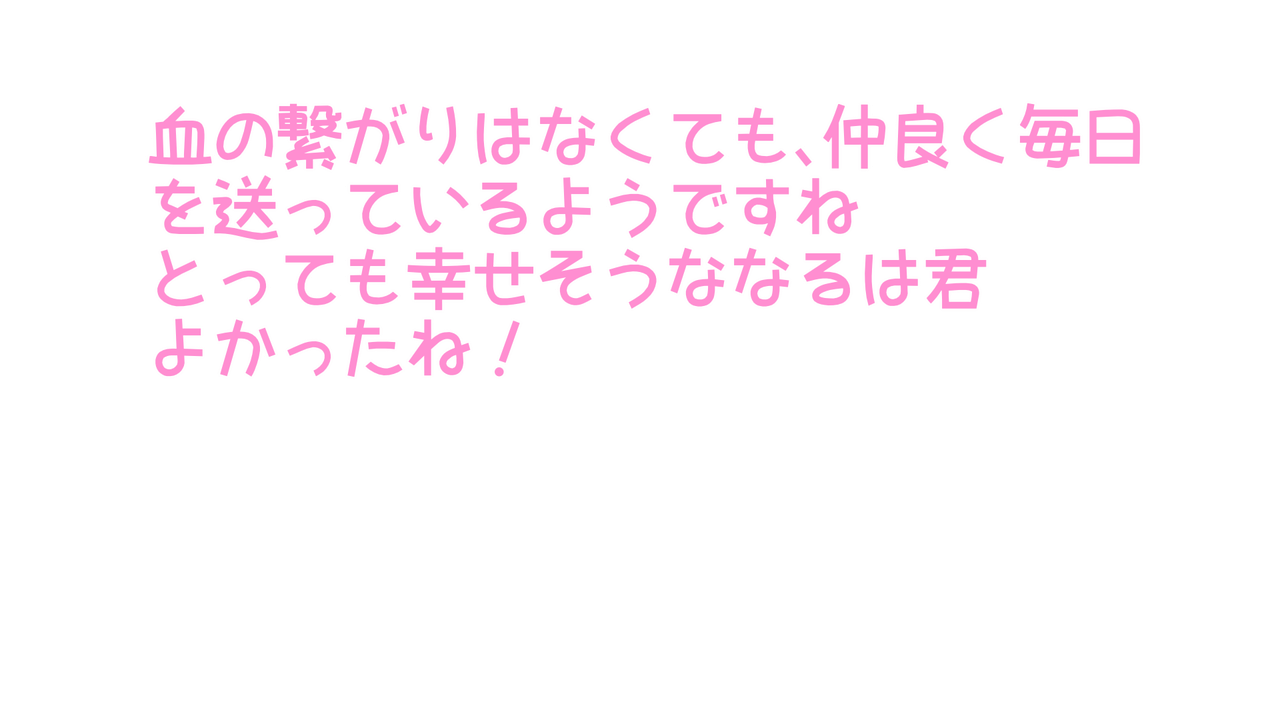 血の繋がりはなくても、仲良く毎日
を送っているようですね
とっても幸せそうななるは君
よかったね！